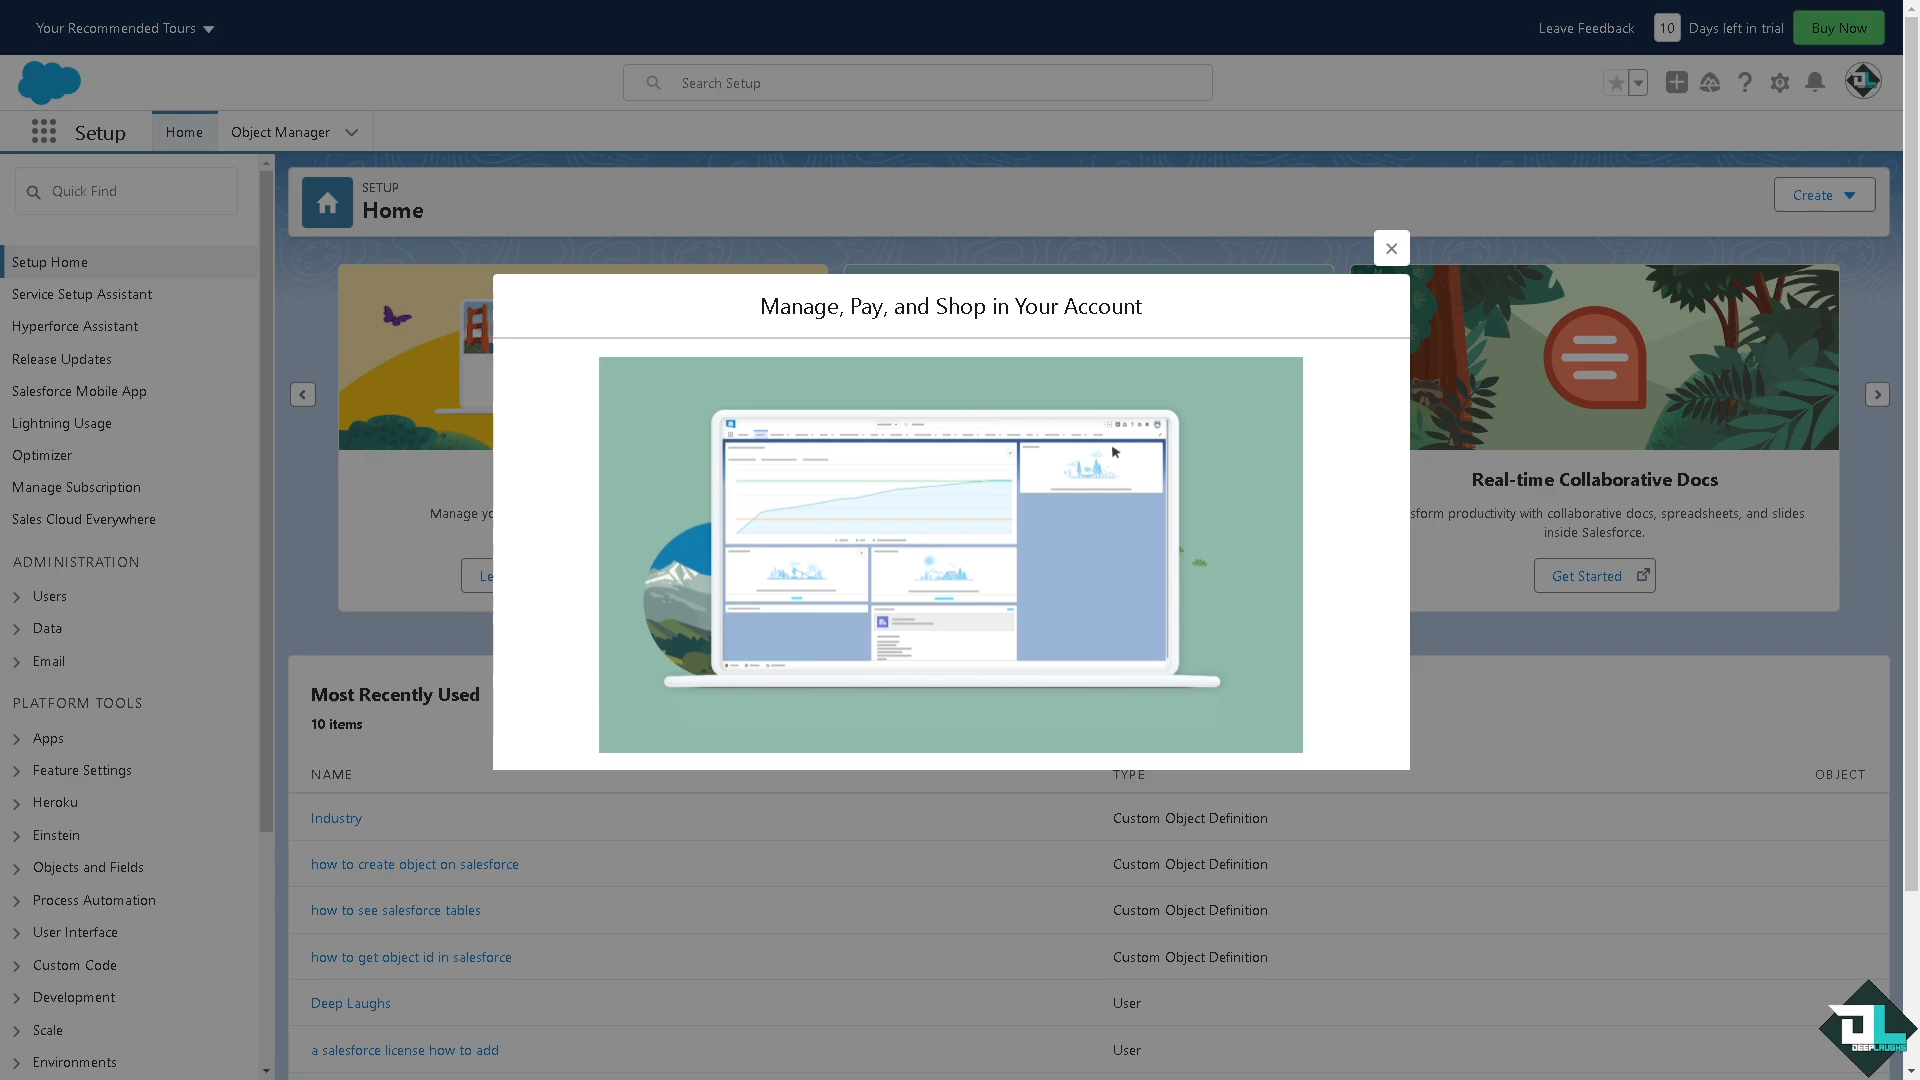 Your Recommended Tours
Leave Feedback
10
Days left in trial
Buy Now
Search Setup
Setup
Home
Object Manager
Quick Find
SETUP
Home
Create
Setup Home
Service Setup Assistant
Hyperforce Assistant
Release Updates
Salesforce Mobile App
Lightning Usage
Optimizer
Manage Subscription
Sales Cloud Everywhere
ADMINISTRATION
Users
Data
Email
PLATFORM TOOLS
Apps
Feature Settings
Heroku
Einstein
Objects and Fields
Process Automation
User Interface
Custom Code
Development
Scale
Environments
Manage, Pay, and Shop in Your Account
Manage yo
Le
Real-time Collaborative Docs
sform productivity with collaborative docs, spreadsheets, and slides
inside Salesforce.
Get Started
Most Recently Used
10 items
NAME
TYPE
OBJECT
Industry
Custom Object Definition
how to create object on salesforce
Custom Object Definition
how to see salesforce tables
Custom Object Definition
how to get object id in salesforce
Custom Object Definition
Deep Laughs
User
a salesforce license how to add
User
DL
DEEPLAUGHS